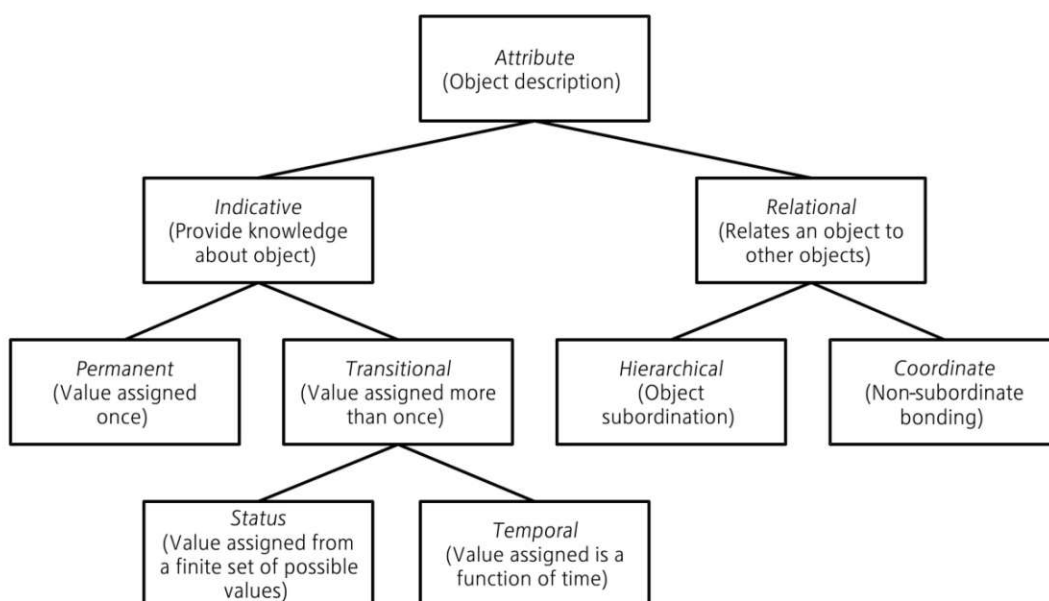 Attribute
(Object description)
Indicative
(Provide knowledge
about object)
Relational
(Relates an object to
other objects)
Permanent
(Value assigned
once)
Transitional
(Value assigned more
than once)
Hierarchical
(Object
subordination)
Coordinate
(Non-subordinate
bonding)
Status
(Value assigned from
a finite set of possible
values)
Temporal
(Value assigned is a
function of time)